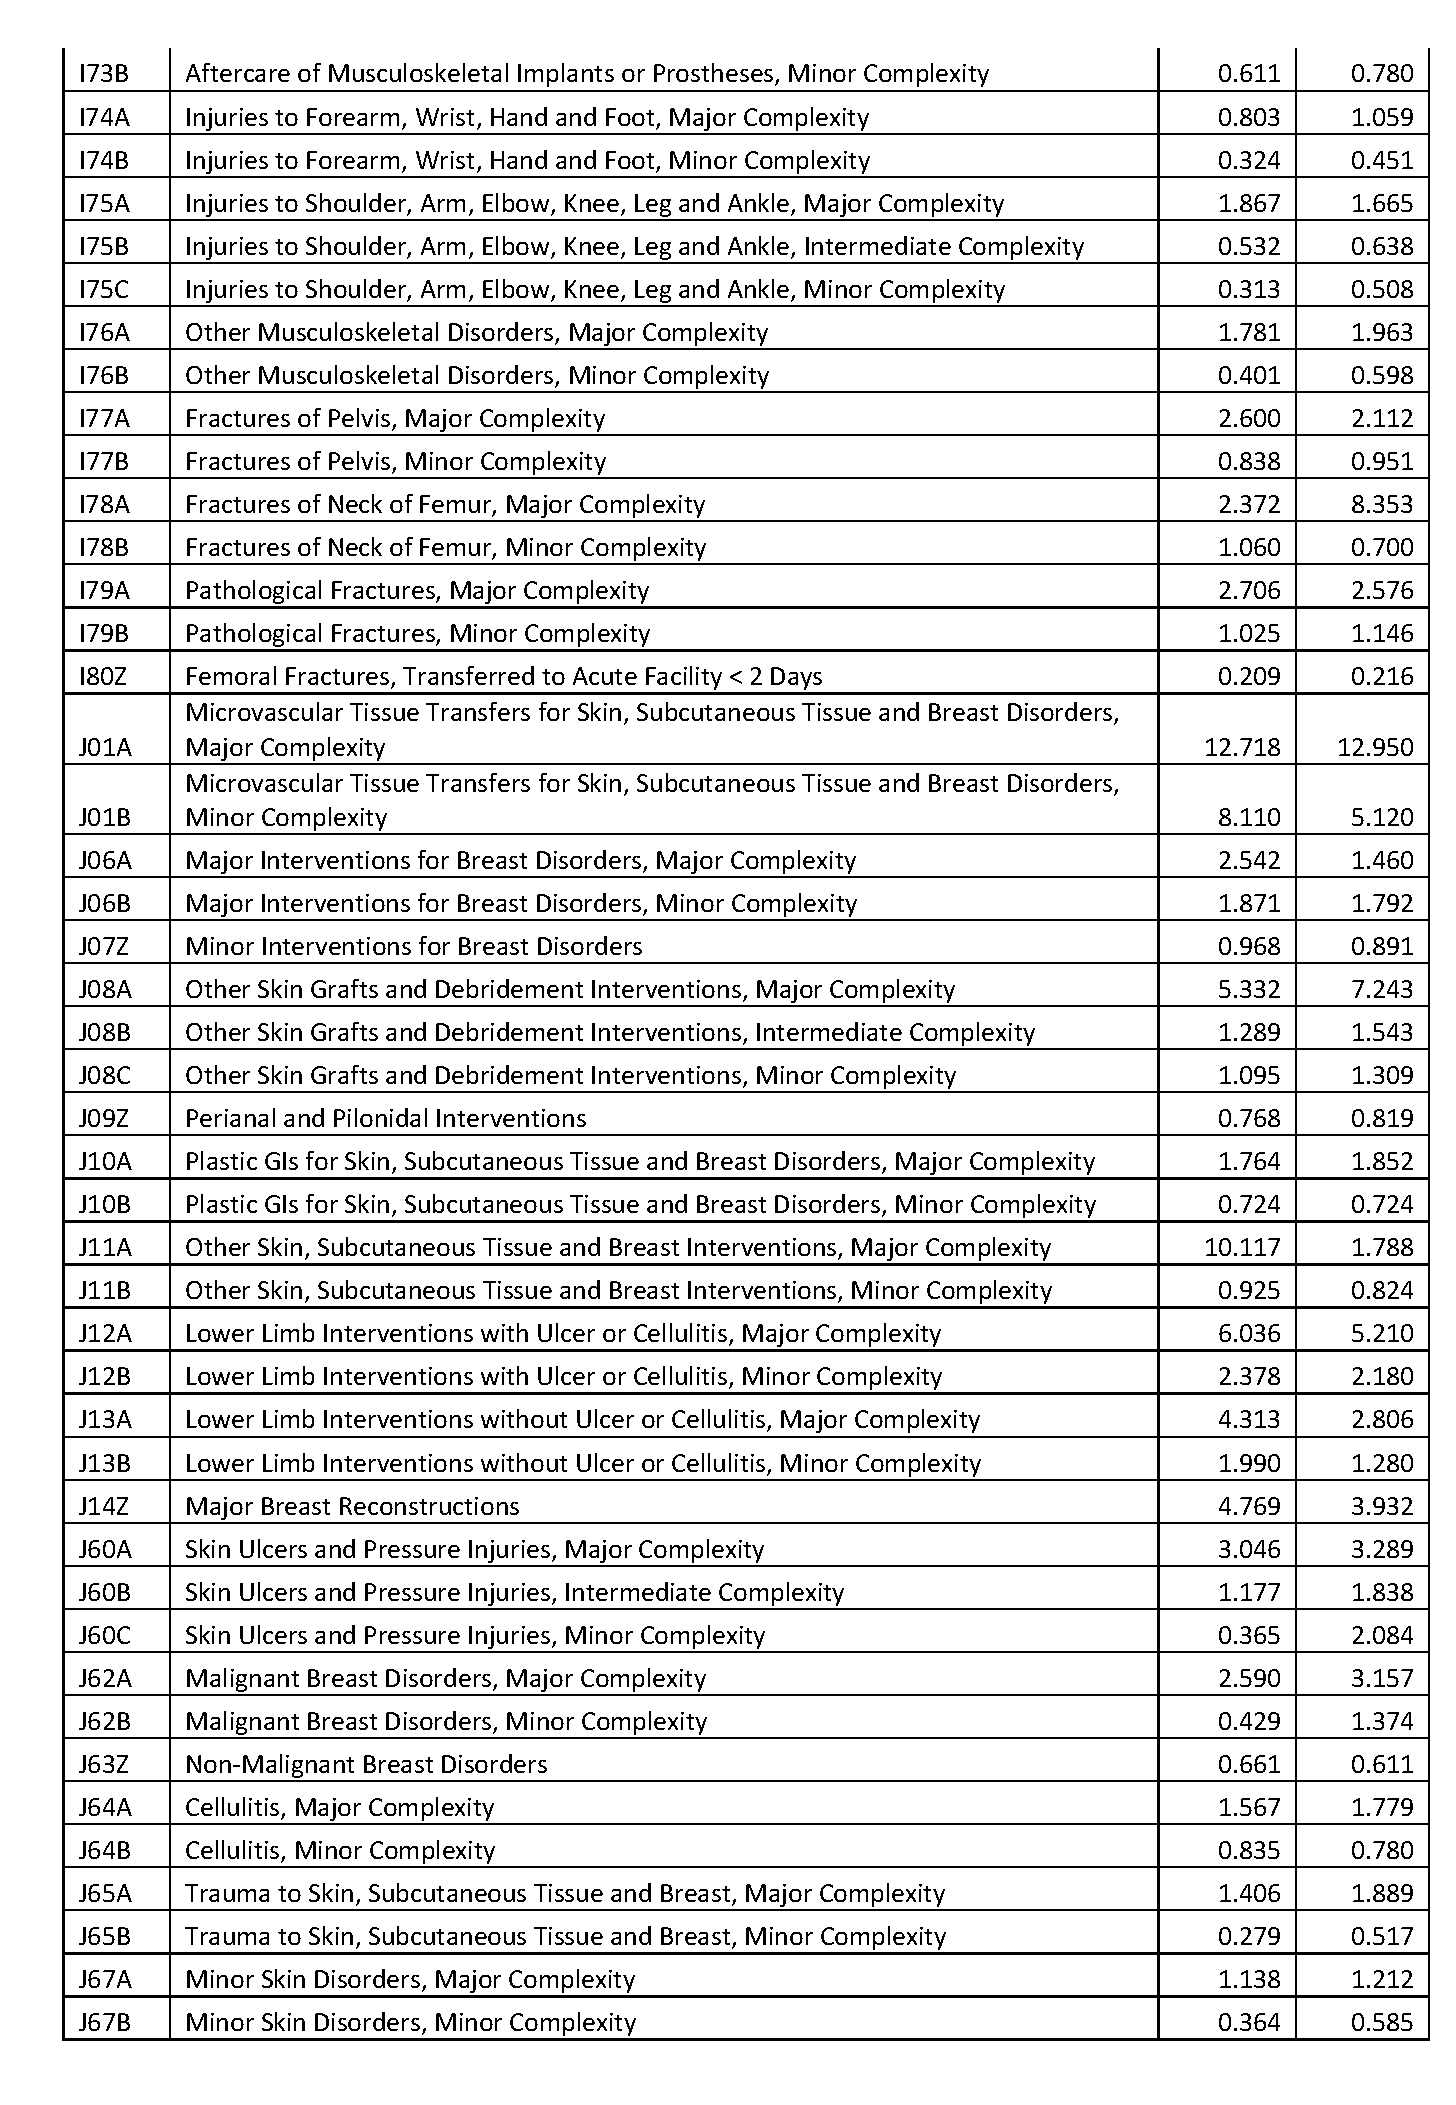 I73B Aftercare of Musculoskeletal Implants or Prostheses, Minor Complexity 0.611 0.780
I74A Injuries to Forearm, Wrist, Hand and Foot, Major Complexity 0.803 1.059
I74B Injuries to Forearm, Wrist, Hand and Foot, Minor Complexity 0.324 0.451
I75A Injuries to Shoulder, Arm, Elbow, Knee, Leg and Ankle, Major Complexity 1.867 1.665
I75B Injuries to Shoulder, Arm, Elbow, Knee, Leg and Ankle, Intermediate Complexity 0.532 0.638
I75C Injuries to Shoulder, Arm, Elbow, Knee, Leg and Ankle, Minor Complexity 0.313 0.508
I76A Other Musculoskeletal Disorders, Major Complexity 1.781 1.963
I76B Other Musculoskeletal Disorders, Minor Complexity 0.401 0.598
I77A Fractures of Pelvis, Major Complexity 2.600 2.112
I77B Fractures of Pelvis, Minor Complexity 0.838 0.951
I78A Fractures of Neck of Femur, Major Complexity 2.372 8.353
I78B Fractures of Neck of Femur, Minor Complexity 1.060 0.700
I79A Pathological Fractures, Major Complexity 2.706 2.576
I79B Pathological Fractures, Minor Complexity 1.025 1.146
I80Z Femoral Fractures, Transferred to Acute Facility < 2 Days 0.209 0.216
Microvascular Tissue Transfers for Skin, Subcutaneous Tissue and Breast Disorders,
J01A Major Complexity 12.718 12.950
Microvascular Tissue Transfers for Skin, Subcutaneous Tissue and Breast Disorders,
J01B Minor Complexity 8.110 5.120
J06A Major Interventions for Breast Disorders, Major Complexity 2.542 1.460
J06B Major Interventions for Breast Disorders, Minor Complexity 1.871 1.792
J07Z Minor Interventions for Breast Disorders 0.968 0.891
J08A Other Skin Grafts and Debridement Interventions, Major Complexity 5.332 7.243
J08B Other Skin Grafts and Debridement Interventions, Intermediate Complexity 1.289 1.543
J08C Other Skin Grafts and Debridement Interventions, Minor Complexity 1.095 1.309
J09Z Perianal and Pilonidal Interventions 0.768 0.819
J10A Plastic GIs for Skin, Subcutaneous Tissue and Breast Disorders, Major Complexity 1.764 1.852
J10B Plastic GIs for Skin, Subcutaneous Tissue and Breast Disorders, Minor Complexity 0.724 0.724
J11A Other Skin, Subcutaneous Tissue and Breast Interventions, Major Complexity 10.117 1.788
J11B Other Skin, Subcutaneous Tissue and Breast Interventions, Minor Complexity 0.925 0.824
J12A Lower Limb Interventions with Ulcer or Cellulitis, Major Complexity 6.036 5.210
J12B Lower Limb Interventions with Ulcer or Cellulitis, Minor Complexity 2.378 2.180
J13A Lower Limb Interventions without Ulcer or Cellulitis, Major Complexity 4.313 2.806
J13B Lower Limb Interventions without Ulcer or Cellulitis, Minor Complexity 1.990 1.280
J14Z Major Breast Reconstructions 4.769 3.932
J60A Skin Ulcers and Pressure Injuries, Major Complexity 3.046 3.289
J60B Skin Ulcers and Pressure Injuries, Intermediate Complexity 1.177 1.838
J60C Skin Ulcers and Pressure Injuries, Minor Complexity 0.365 2.084
J62A Malignant Breast Disorders, Major Complexity 2.590 3.157
J62B Malignant Breast Disorders, Minor Complexity 0.429 1.374
J63Z Non-Malignant Breast Disorders 0.661 0.611
J64A Cellulitis, Major Complexity 1.567 1.779
J64B Cellulitis, Minor Complexity 0.835 0.780
J65A Trauma to Skin, Subcutaneous Tissue and Breast, Major Complexity 1.406 1.889
J65B Trauma to Skin, Subcutaneous Tissue and Breast, Minor Complexity 0.279 0.517
J67A Minor Skin Disorders, Major Complexity 1.138 1.212
J67B Minor Skin Disorders, Minor Complexity 0.364 0.585